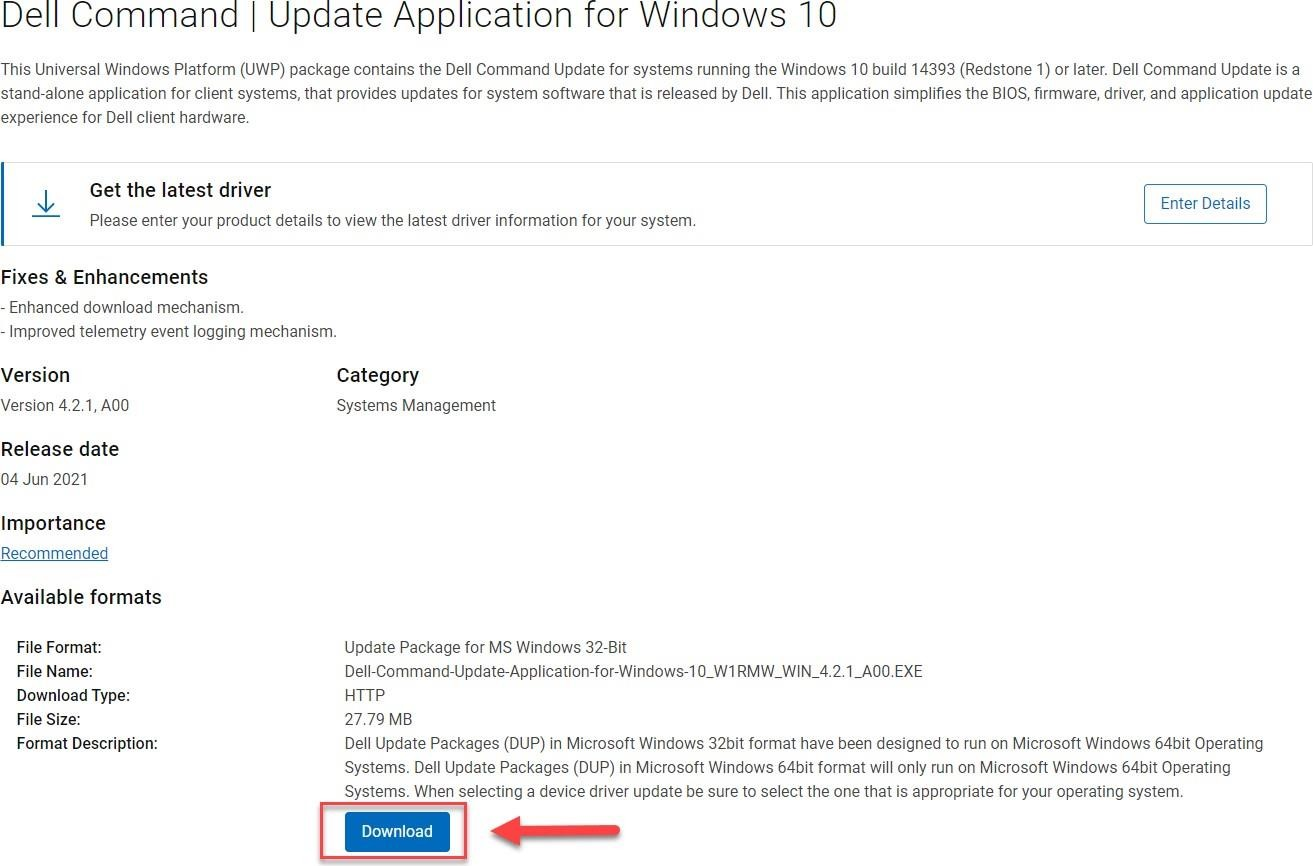 Dell Command | Update Application for Windows 10
This Universal Windows Platform (UWP) package contains the Dell Command Update for systems running the Windows 10 build 14393 (Redstone 1) or later. Dell Command Update is a
stand-alone application for client systems, that provides updates for system software that is released by Dell. This application simplifies the BIOS, firmware, driver, and application update
experience for Dell client hardware.
Get the latest driver
Please enter your product details to view the latest driver information for your system.
Enter Details
Fixes & Enhancements
- Enhanced download mechanism.
- Improved telemetry event logging mechanism.
Version Category
Version 4.2.1, A00 Systems Management
Release date
04 Jun 2021
Importance
Recommended
Available formats
File Format: Update Package for MS Windows 32-Bit
File Name: Dell-Command-Update-Application-for-Windows-10_W1RMW_WIN_4.2.1_A00.EXE
Download Type: HTTP
File Size: 27.79 MB
Format Description: Dell Update Packages (DUP) in Microsoft Windows 32bit format have been designed to run on Microsoft Windows 64bit Operating
Systems. Dell Update Packages (DUP) in Microsoft Windows 64bit format will only run on Microsoft Windows 64bit Operating
Systems. When selecting a device driver update be sure to select the one that is appropriate for your operating system.
Download